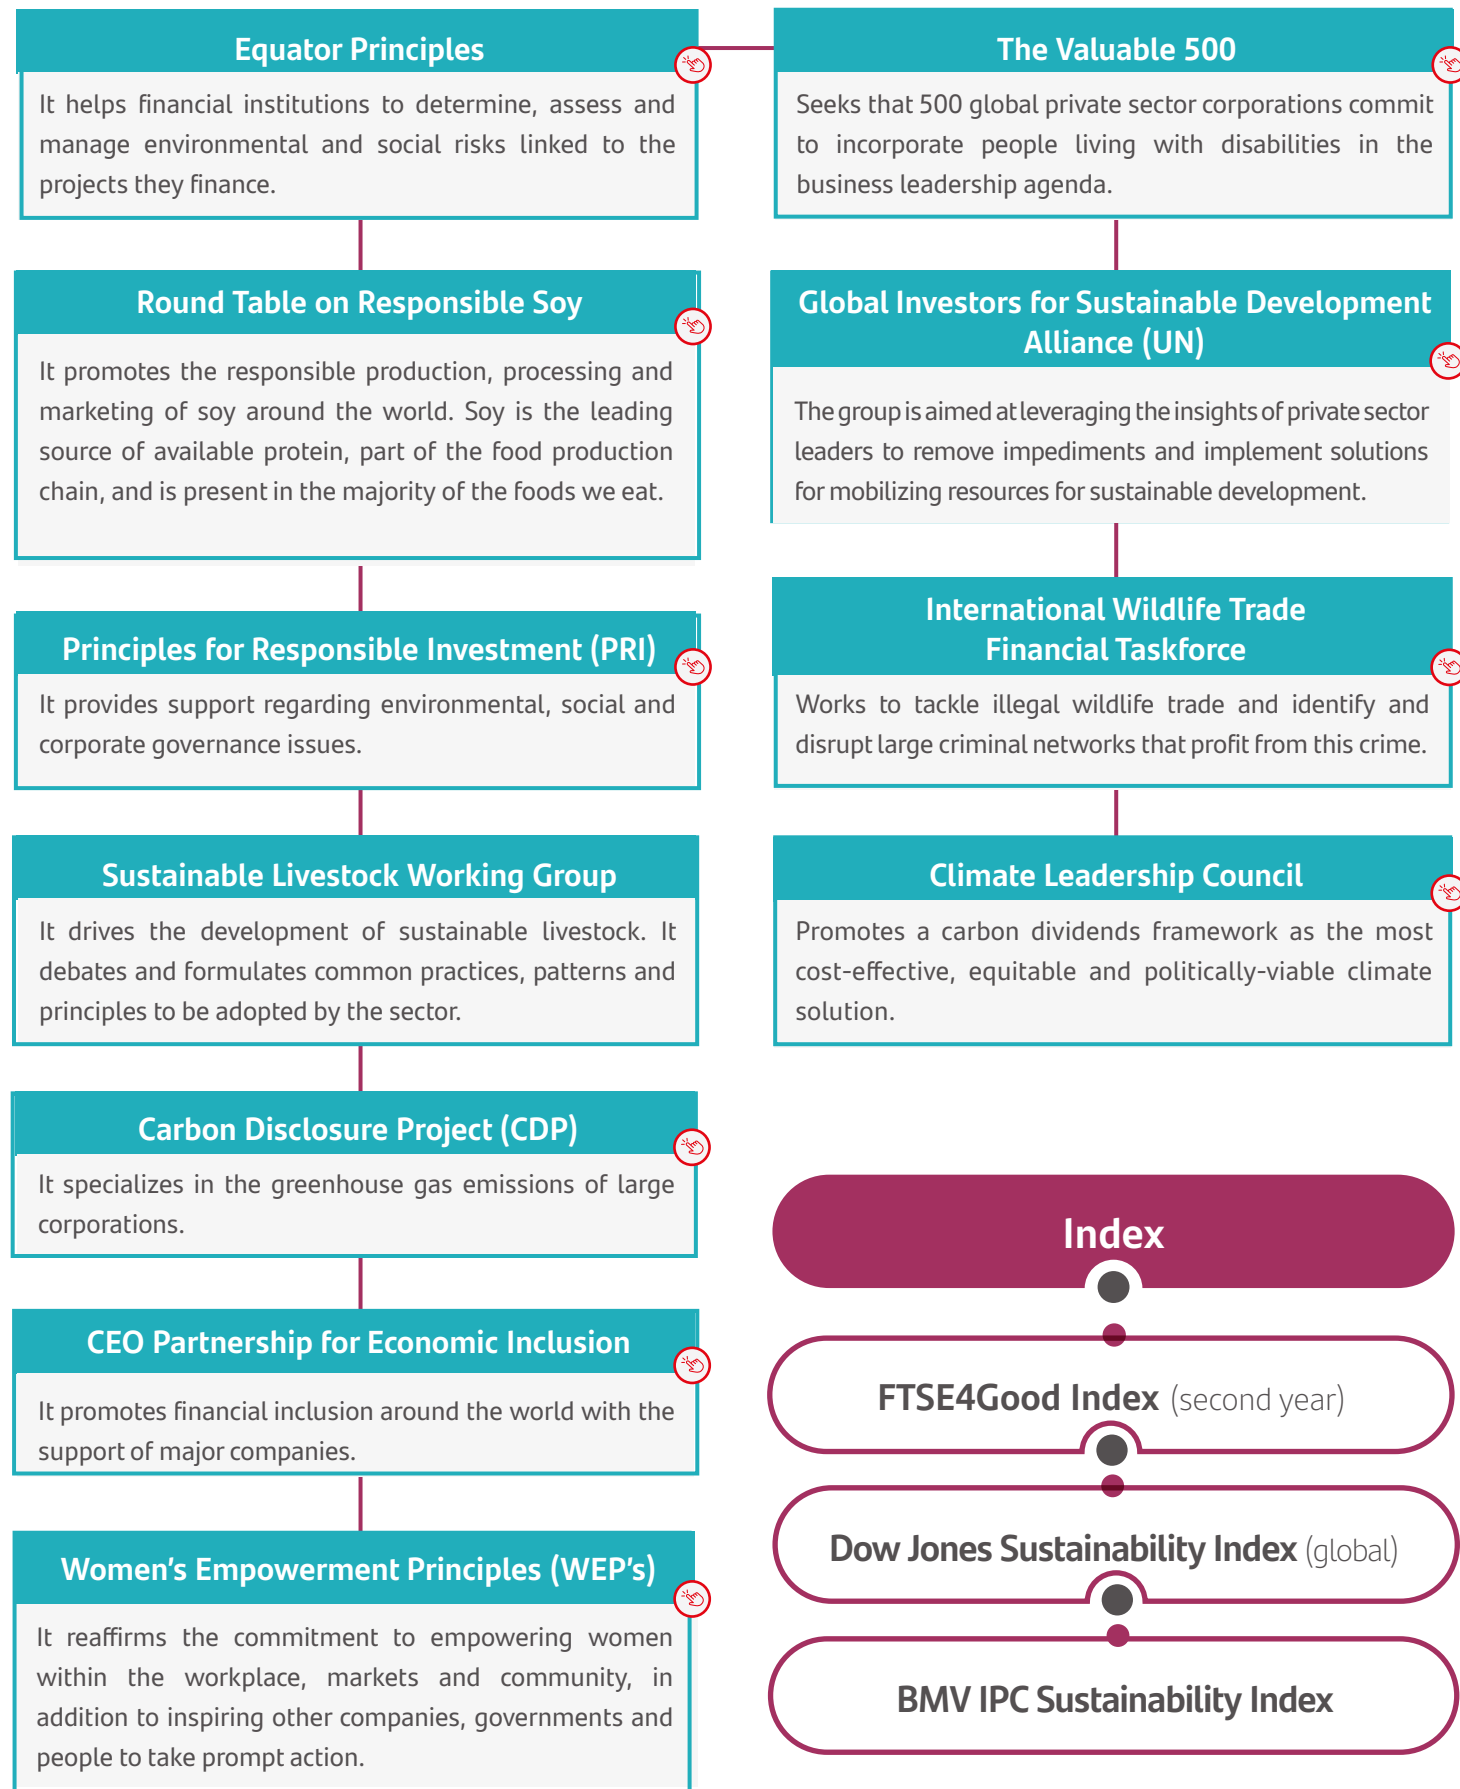 Equator Principles
It helps financial institutions to determine, assess and
manage environmental and social risks linked to the
projects they finance.
Round Table on Responsible Soy
It promotes the responsible production, processing and
marketing of soy around the world. Soy is the leading
source of available protein, part of the food production
chain, and is present in the majority of the foods we eat.
Principles for Responsible Investment (PRI)
It provides support regarding environmental, social and
corporate governance issues.
Sustainable Livestock Working Group
It drives the development of sustainable livestock. It
debates and formulates common practices, patterns and
principles to be adopted by the sector.
Carbon Disclosure Project (CDP)
It specializes in the greenhouse gas emissions of large
corporations.
CEO Partnership for Economic Inclusion
It promotes financial inclusion around the world with the
support of major companies.
Women's Empowerment Principles (WEP's)
It reaffirms the commitment to empowering women
within the workplace, markets and community, in
addition to inspiring other companies, governments and
people to take prompt action.
The Valuable 500
Seeks that 500 global private sector corporations commit
to incorporate people living with disabilities in the
business leadership agenda.
Global Investors for Sustainable Development
Alliance (UN)
The group is aimed at leveraging the insights of private sector
leaders to remove impediments and implement solutions
for mobilizing resources for sustainable development.
International Wildlife Trade
Financial Taskforce
Works to tackle illegal wildlife trade and identify and
disrupt large criminal networks that profit from this crime.
Climate Leadership Council
Promotes a carbon dividends framework as the most
cost-effective, equitable and politically-viable climate
solution.
Index
FTSE4Good Index (second year)
Dow Jones Sustainability Index (global)
BMV IPC Sustainability Index